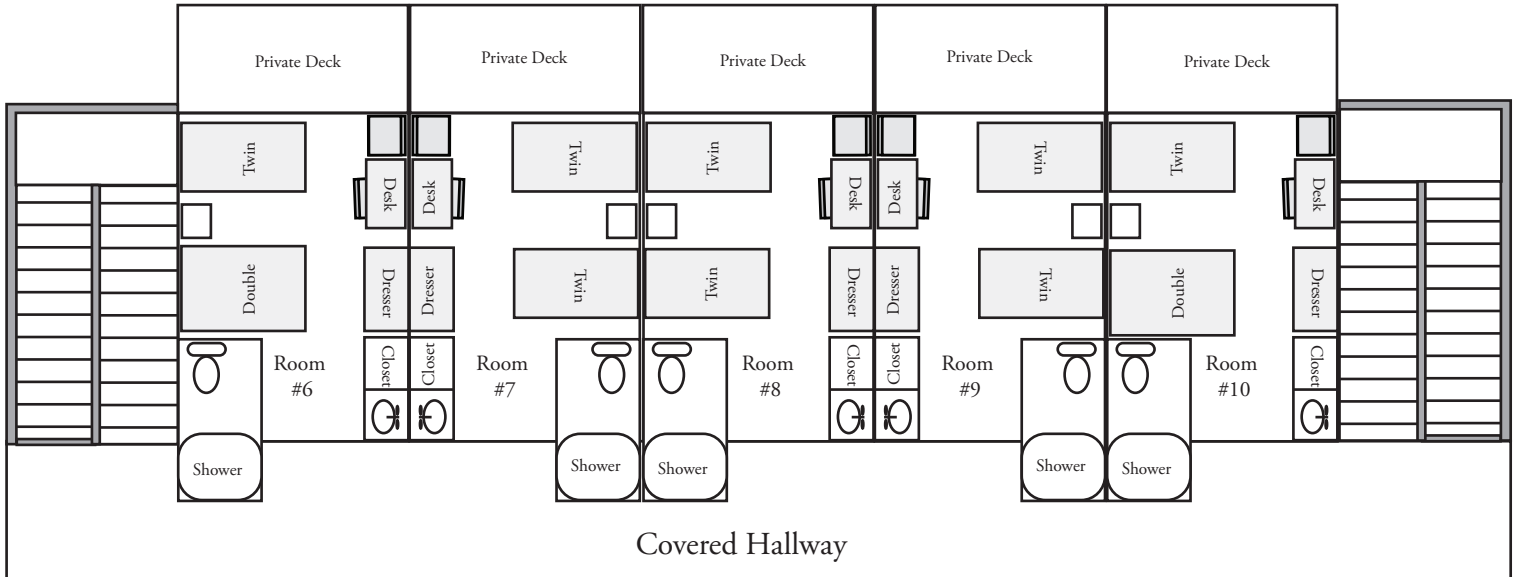 Private Deck
Private Deck
Private Deck
Private Deck
Private Deck
Twin
Desk
Desk
Twin
Twin
Desk
Desk
Twin
Twin
Desk
Double
Dresser
Dresser
Twin
Twin
Dresser
Dresser
Twin
Double
Dresser
Closet
Closet
Closet
Closet
Closet
Room
#6
Room
#7
Room
#8
Room
#9
Room
#10
Shower
Shower
Shower
Shower
Shower
Covered Hallway